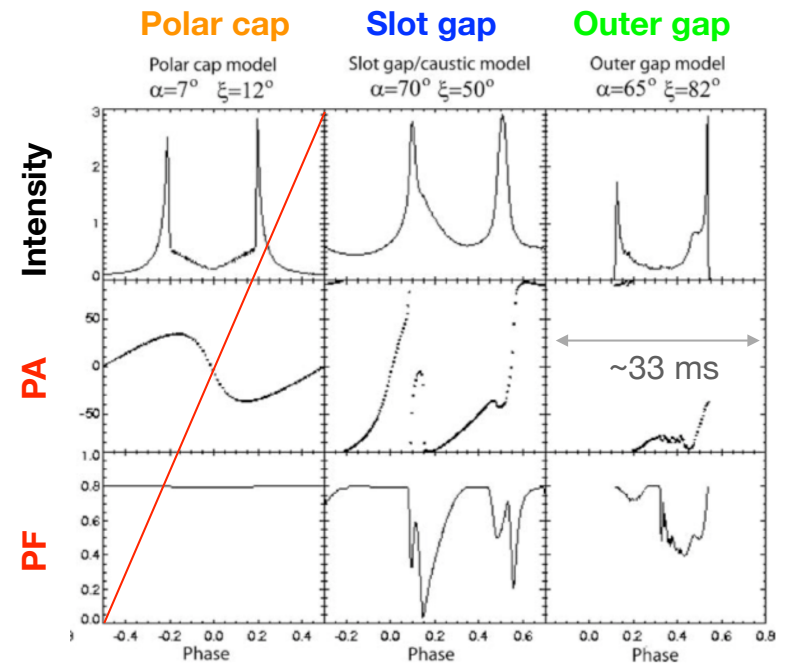 Polar cap Slot gap Outer gap
Polar cap model Slot gap/caustic model Outer gap model
α=7° ξ=12° α=70° ξ=50° α=65° ξ=82°
Intensity
3
2
1
0
PA
50
0
-50
~33 ms
PF
1.0
0.8
0.6
0.4
0.2
0.0
9 -0.4 -0.2 0.0 0.2 0.4 -0.2 0.0 0.2 0.4 0.6 0.0 0.2 0.4 0.6 0.8
Phase Phase Phase